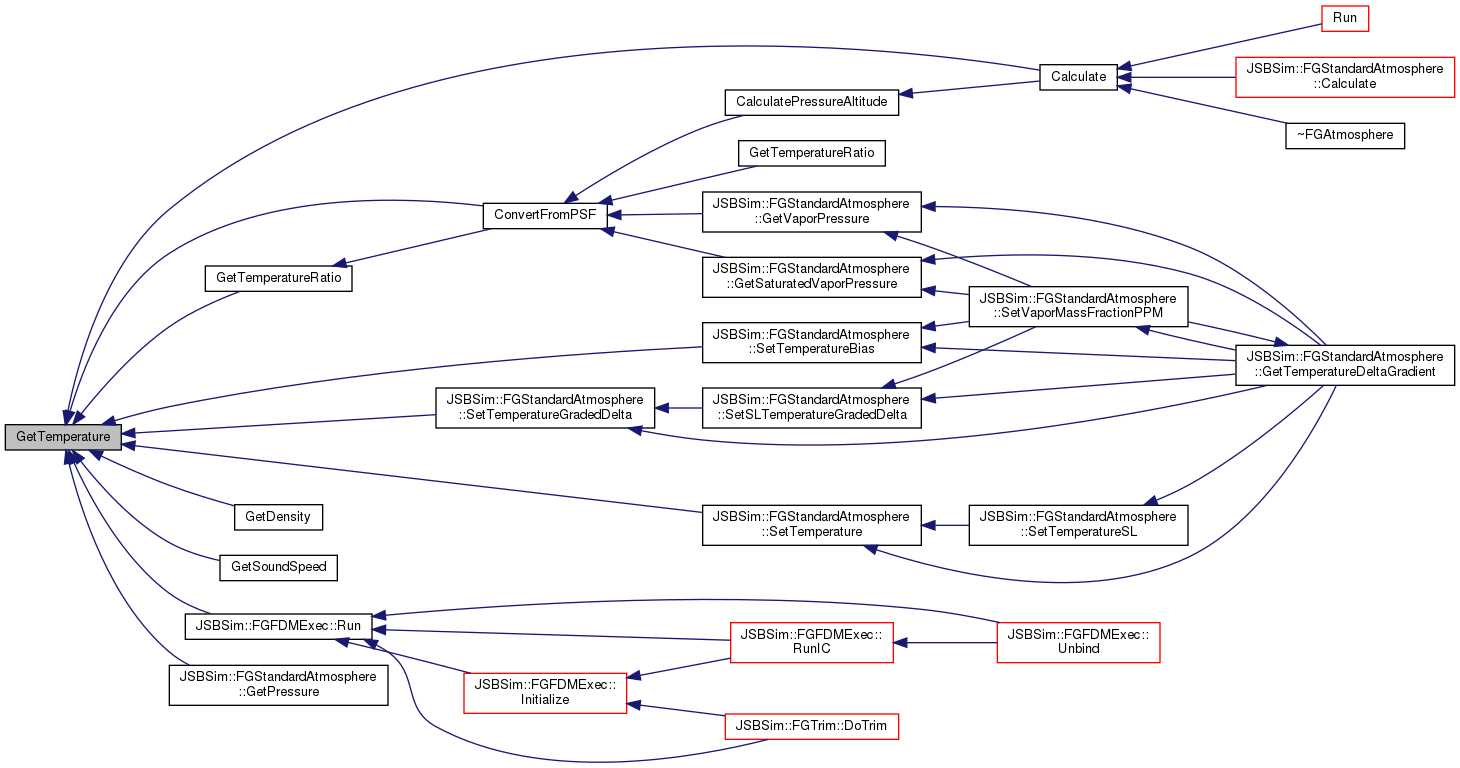 Run
JSBSim::FGStandardAtmosphere
::Calculate
Calculate
CalculatePressureAltitude
~FGAtmosphere
GetTemperatureRatio
JSBSim::FGStandardAtmosphere
::GetVaporPressure
ConvertFromPSF
GetTemperatureRatio
JSBSim::FGStandardAtmosphere
::GetSaturatedVaporPressure
JSBSim::FGStandardAtmosphere
::SetVaporMassFractionPPM
JSBSim::FGStandardAtmosphere
::SetTemperatureBias
JSBSim::FGStandardAtmosphere
::GetTemperatureDeltaGradient
JSBSim::FGStandardAtmosphere
::SetTemperatureGradedDelta
JSBSim::FGStandardAtmosphere
::SetSLTemperatureGradedDelta
GetTemperature
GetDensity
JSBSim::FGStandardAtmosphere
::SetTemperature
JSBSim::FGStandardAtmosphere
::SetTemperatureSL
GetSoundSpeed
JSBSim::FGFDMExec::Run
JSBSim::FGFDMExec::
RunIC
JSBSim::FGFDMExec::
Unbind
JSBSim::FGStandardAtmosphere
::GetPressure
JSBSim::FGFDMExec::
Initialize
JSBSim::FGTrim::DoTrim